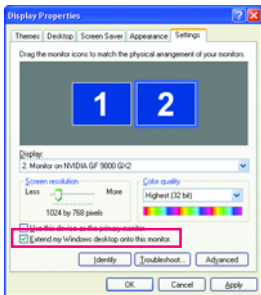 Display Properties
Themes Desktop Screen Saver Appearance Settings
Drag the monitor icons to match the physical arrangement of your monitors.
1 2
Display:
2. Monitor on NVIDIA GF 9800 GX2
Screen resolution
Less More
1024 by 768 pixels
Color quality
Highest (32 bit)
Use this device as the primary monitor.
Extend my Windows desktop onto this monitor.
Identify Troubleshoot... Advanced
OK Cancel Apply